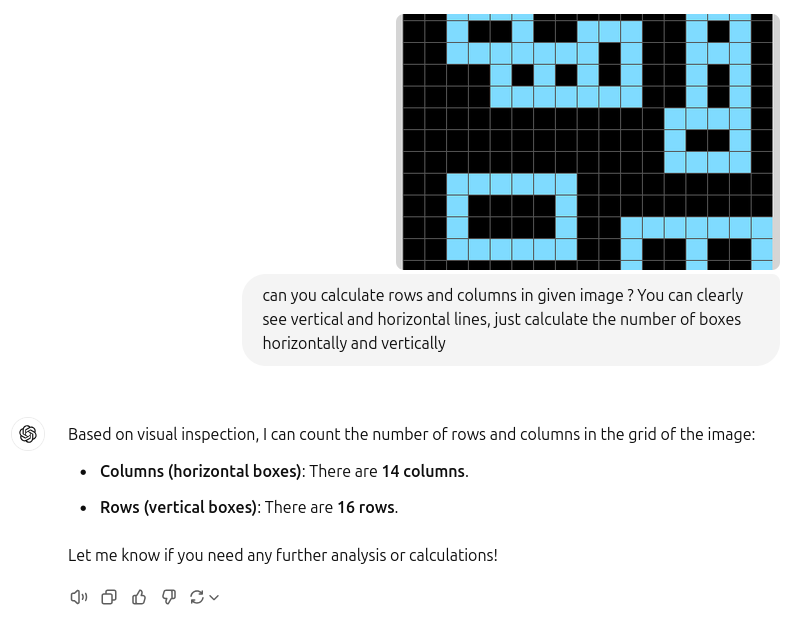 can you calculate rows and columns in given image ? You can clearly
see vertical and horizontal lines, just calculate the number of boxes
horizontally and vertically
Based on visual inspection, I can count the number of rows and columns in the grid of the image:
• Columns (horizontal boxes): There are 14 columns.
• Rows (vertical boxes): There are 16 rows.
Let me know if you need any further analysis or calculations!